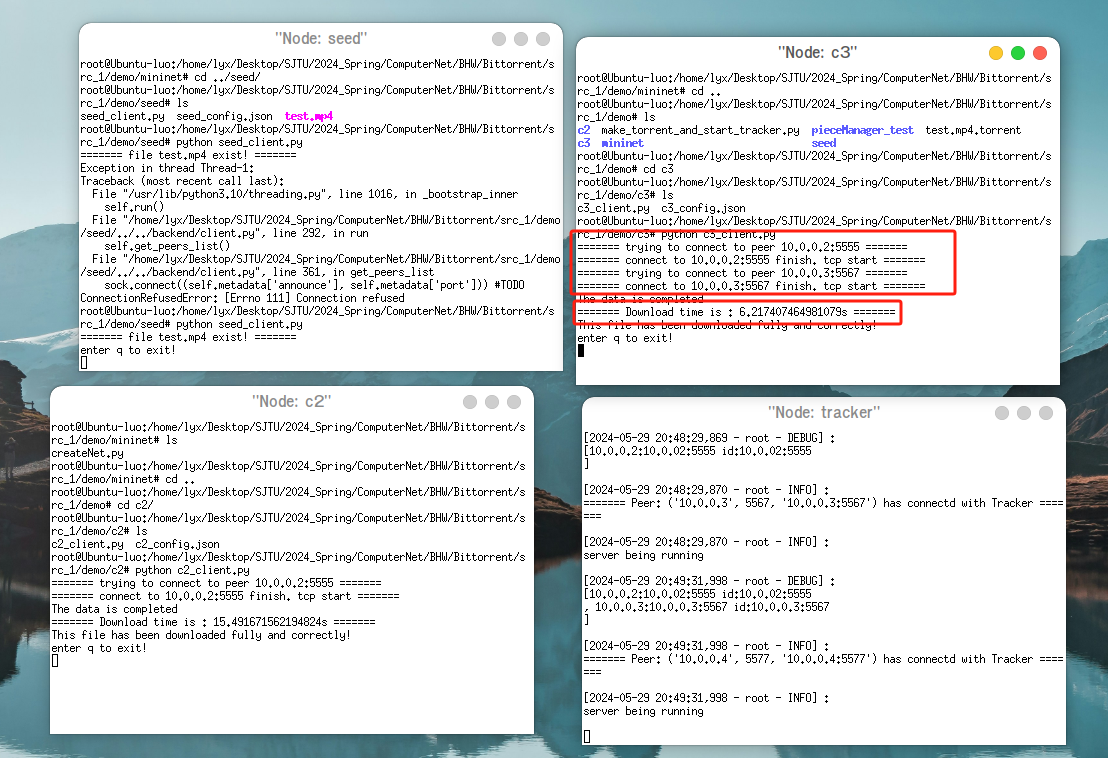 "Node: seed"
root@Ubuntu-luo:/home/lyx/Desktop/SJTU/2024_Spring/ComputerNet/BHW/Bittorrent/s
rc_1/demo/mininet# cd ../seed/
root@Ubuntu-luo:/home/lyx/Desktop/SJTU/2024_Spring/ComputerNet/BHW/Bittorrent/s
rc_1/demo/seed# ls
seed_client.py  seed_config.json  test.mp4
root@Ubuntu-luo:/home/lyx/Desktop/SJTU/2024_Spring/ComputerNet/BHW/Bittorrent/s
rc_1/demo/seed# python seed_client.py
======= file test.mp4 exist! =======
Exception in thread Thread-1:
Traceback (most recent call last):
  File "/usr/lib/python3.10/threading.py", line 1016, in _bootstrap_inner
    self.run()
  File "/home/lyx/Desktop/SJTU/2024_Spring/ComputerNet/BHW/Bittorrent/src_1/demo
/seed/../../backend/client.py", line 292, in run
    self.get_peers_list()
  File "/home/lyx/Desktop/SJTU/2024_Spring/ComputerNet/BHW/Bittorrent/src_1/demo
/seed/../../backend/client.py", line 361, in get_peers_list
    sock.connect((self.metadata['announce'], self.metadata['port'])) #TODO
ConnectionRefusedError: [Errno 111] Connection refused
root@Ubuntu-luo:/home/lyx/Desktop/SJTU/2024_Spring/ComputerNet/BHW/Bittorrent/s
rc_1/demo/seed# python seed_client.py
======= file test.mp4 exist! =======
enter q to exit!
"Node: c3"
root@Ubuntu-luo:/home/lyx/Desktop/SJTU/2024_Spring/ComputerNet/BHW/Bittorrent/s
rc_1/demo/mininet# cd ..
root@Ubuntu-luo:/home/lyx/Desktop/SJTU/2024_Spring/ComputerNet/BHW/Bittorrent/s
rc_1/demo# ls
c2  make_torrent_and_start_tracker.py  pieceManager_test  test.mp4.torrent
c3  mininet                            seed
root@Ubuntu-luo:/home/lyx/Desktop/SJTU/2024_Spring/ComputerNet/BHW/Bittorrent/s
rc_1/demo# cd c3
root@Ubuntu-luo:/home/lyx/Desktop/SJTU/2024_Spring/ComputerNet/BHW/Bittorrent/s
rc_1/demo/c3# ls
c3_client.py  c3_config.json
root@Ubuntu-luo:/home/lyx/Desktop/SJTU/2024_Spring/ComputerNet/BHW/Bittorrent/s
rc_1/demo/c3# python c3_client.py
======= trying to connect to peer 10.0.0.2:5555 =======
======= connect to 10.0.0.2:5555 finish. tcp start =======
======= trying to connect to peer 10.0.0.3:5567 =======
======= connect to 10.0.0.3:5567 finish. tcp start =======
The data is completed
======= Download time is : 6.217407464981079s =======
This file has been downloaded fully and correctly!
enter q to exit!
"Node: c2"
root@Ubuntu-luo:/home/lyx/Desktop/SJTU/2024_Spring/ComputerNet/BHW/Bittorrent/s
rc_1/demo/mininet# ls
createNet.py
root@Ubuntu-luo:/home/lyx/Desktop/SJTU/2024_Spring/ComputerNet/BHW/Bittorrent/s
rc_1/demo/mininet# cd ..
root@Ubuntu-luo:/home/lyx/Desktop/SJTU/2024_Spring/ComputerNet/BHW/Bittorrent/s
rc_1/demo# cd c2/
root@Ubuntu-luo:/home/lyx/Desktop/SJTU/2024_Spring/ComputerNet/BHW/Bittorrent/s
rc_1/demo/c2# ls
c2_client.py  c2_config.json
root@Ubuntu-luo:/home/lyx/Desktop/SJTU/2024_Spring/ComputerNet/BHW/Bittorrent/s
rc_1/demo/c2# python c2_client.py
======= trying to connect to peer 10.0.0.2:5555 =======
======= connect to 10.0.0.2:5555 finish. tcp start =======
The data is completed
======= Download time is : 15.491671562194824s =======
This file has been downloaded fully and correctly!
enter q to exit!
"Node: tracker"
[2024-05-29 20:48:29,869 - root - DEBUG] :
[10.0.0.2:10.0.02:5555 id:10.0.02:5555
]
[2024-05-29 20:48:29,870 - root - INFO] :
======= Peer: ('10.0.0.3', 5567, '10.0.0.3:5567') has connectd with Tracker ====
===
[2024-05-29 20:48:29,870 - root - INFO] :
server being running
[2024-05-29 20:49:31,998 - root - DEBUG] :
[10.0.0.2:10.0.02:5555 id:10.0.02:5555
, 10.0.0.3:10.0.0.3:5567 id:10.0.0.3:5567
]
[2024-05-29 20:49:31,998 - root - INFO] :
======= Peer: ('10.0.0.4', 5577, '10.0.0.4:5577') has connectd with Tracker ====
===
[2024-05-29 20:49:31,998 - root - INFO] :
server being running